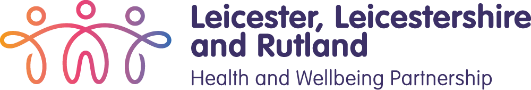 Leicester, Leicestershire
and Rutland
Health and Wellbeing Partnership